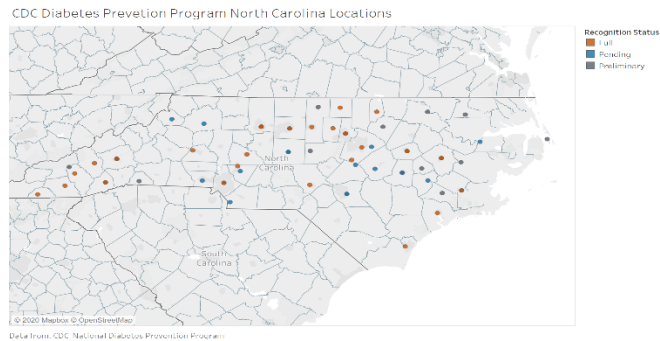 CDC Diabetes Prevetion Program North Carolina Locations
Recognition Status
Full
Pending
Preliminary
North
Carolina
South
Carolina
© 2020 Mapbox © OpenStreetMap
Data from: CDC National Diabetes Prevention Program